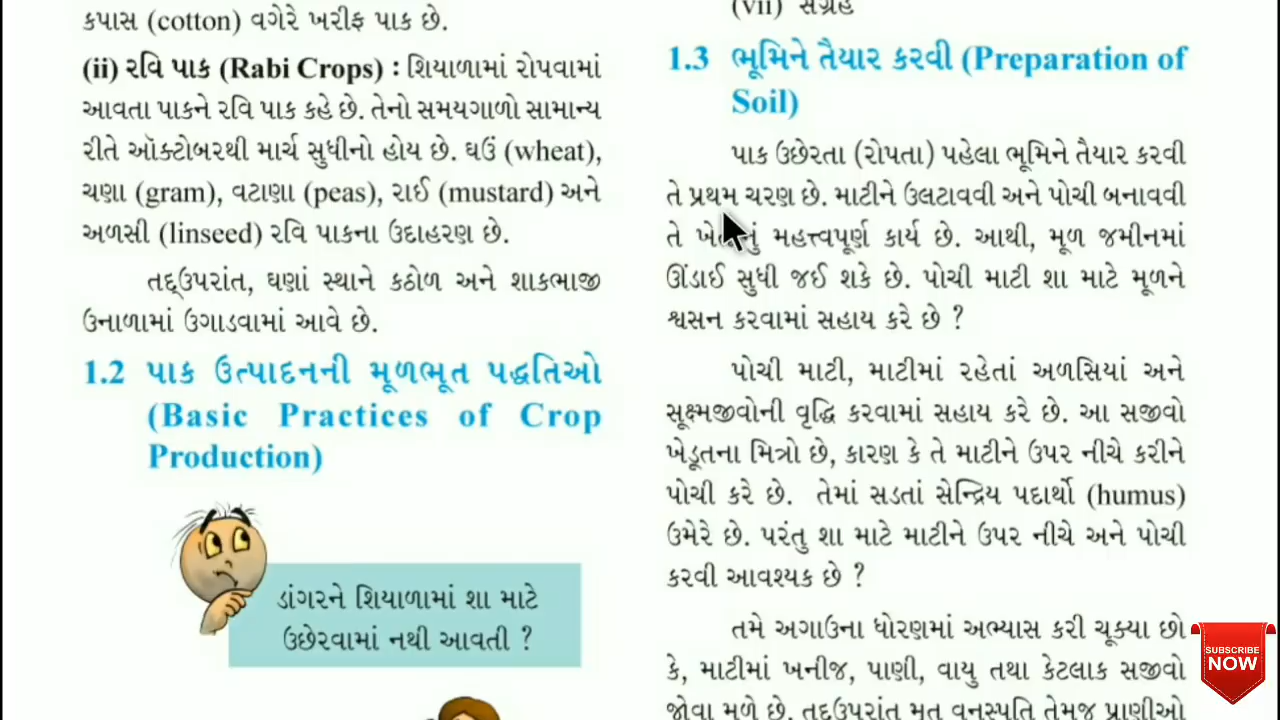 કપાસ (cotton) વગેરે ખરીફ પાક છે.
(ii) રવિ પાક (Rabi Crops) : શિયાળામાં રોપવામાં
આવતા પાકને રવિ પાક કહે છે. તેનો સમયગાળો સામાન્ય
રીતે ઑક્ટોબરથી માર્ચ સુધીનો હોય છે. ઘઉં (wheat),
ચણા (gram), વટાણા (peas), રાઈ (mustard) અને
અળસી (linseed) રવિ પાકના ઉદાહરણ છે.
તદ્ઉપરાંત, ઘણાં સ્થાને કઠોળ અને શાકભાજી
ઉનાળામાં ઉગાડવામાં આવે છે.
1.2 પાક ઉત્પાદનની મૂળભૂત પદ્ધતિઓ
(Basic Practices of Crop
Production)
ડાંગરને શિયાળામાં શા માટે
ઉછેરવામાં નથી આવતી ?
(vii) સંગ્રહ
1.3 ભૂમિને તૈયાર કરવી (Preparation of
Soil)
પાક ઉછેરતા (રોપતા) પહેલા ભૂમિને તૈયાર કરવી
તે પ્રથમ ચરણ છે. માટીને ઉલટાવવી અને પોચી બનાવવી
તે મહત્ત્વપૂર્ણ કાર્ય છે. આથી, મૂળ જમીનમાં
ઊંડાઈ સુધી જઈ શકે છે. પોચી માટી શા માટે મૂળને
શ્વસન કરવામાં સહાય કરે છે ?
પોચી માટી, માટીમાં રહેતાં અળસિયાં અને
સૂક્ષ્મજીવોની વૃદ્ધિ કરવામાં સહાય કરે છે. આ સજીવો
ખેડૂતના મિત્રો છે, કારણ કે તે માટીને ઉપર નીચે કરીને
પોચી કરે છે. તેમાં સડતાં સેન્દ્રિય પદાર્થો (humus)
ઉમેરે છે. પરંતુ શા માટે માટીને ઉપર નીચે અને પોચી
કરવી આવશ્યક છે ?
તમે અગાઉના ધોરણમાં અભ્યાસ કરી ચૂક્યા છો
કે, માટીમાં ખનીજ, પાણી, વાયુ તથા કેટલાક સજીવો
જોવા મળે છે. તદ્ઉપરાંત મૃત વનસ્પતિ તેમજ પ્રાણીઓ
SUBSCRIBE
NOW